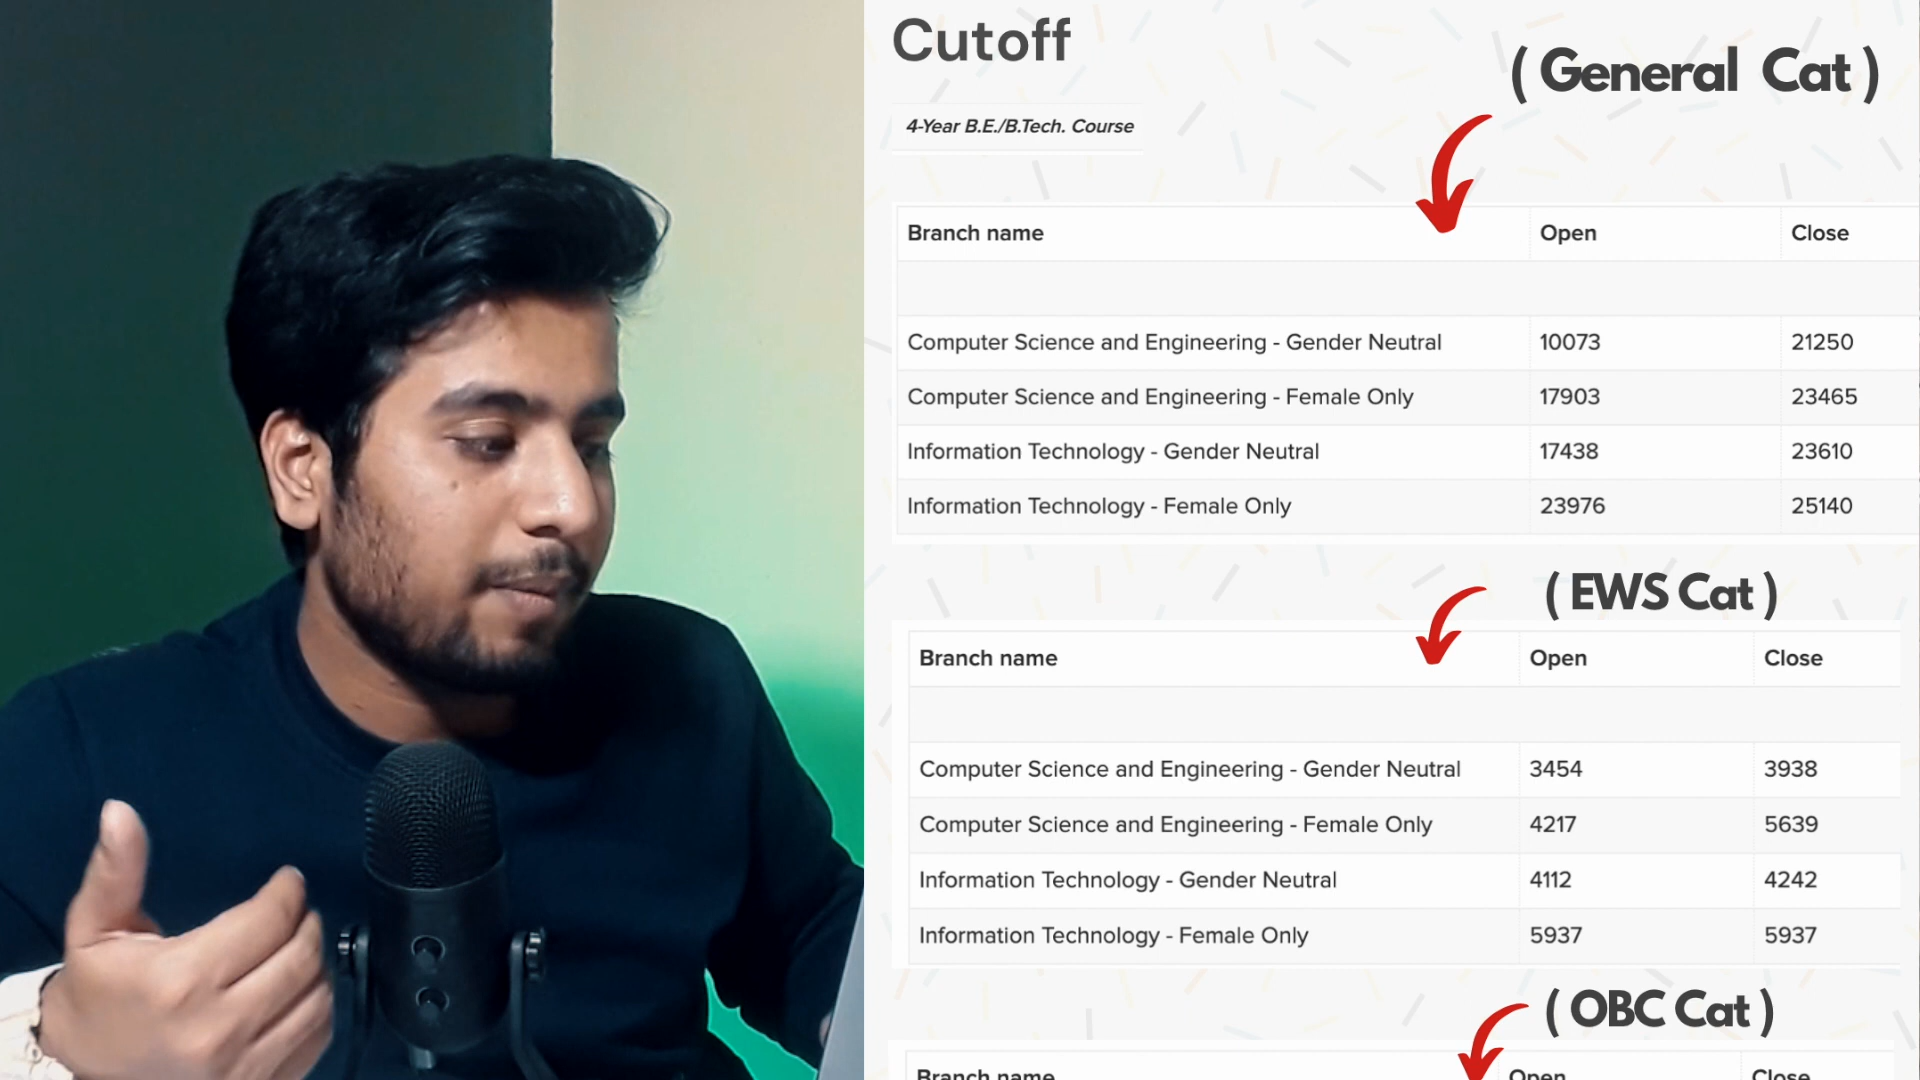 Cutoff
( General Cat )
4-Year B.E./B.Tech. Course
Branch name Open Close
Computer Science and Engineering - Gender Neutral 10073 21250
Computer Science and Engineering - Female Only 17903 23465
Information Technology - Gender Neutral 17438 23610
Information Technology - Female Only 23976 25140
( EWS Cat )
Branch name Open Close
Computer Science and Engineering - Gender Neutral 3454 3938
Computer Science and Engineering - Female Only 4217 5639
Information Technology - Gender Neutral 4112 4242
Information Technology - Female Only 5937 5937
( OBC Cat )
Branch name Open Close